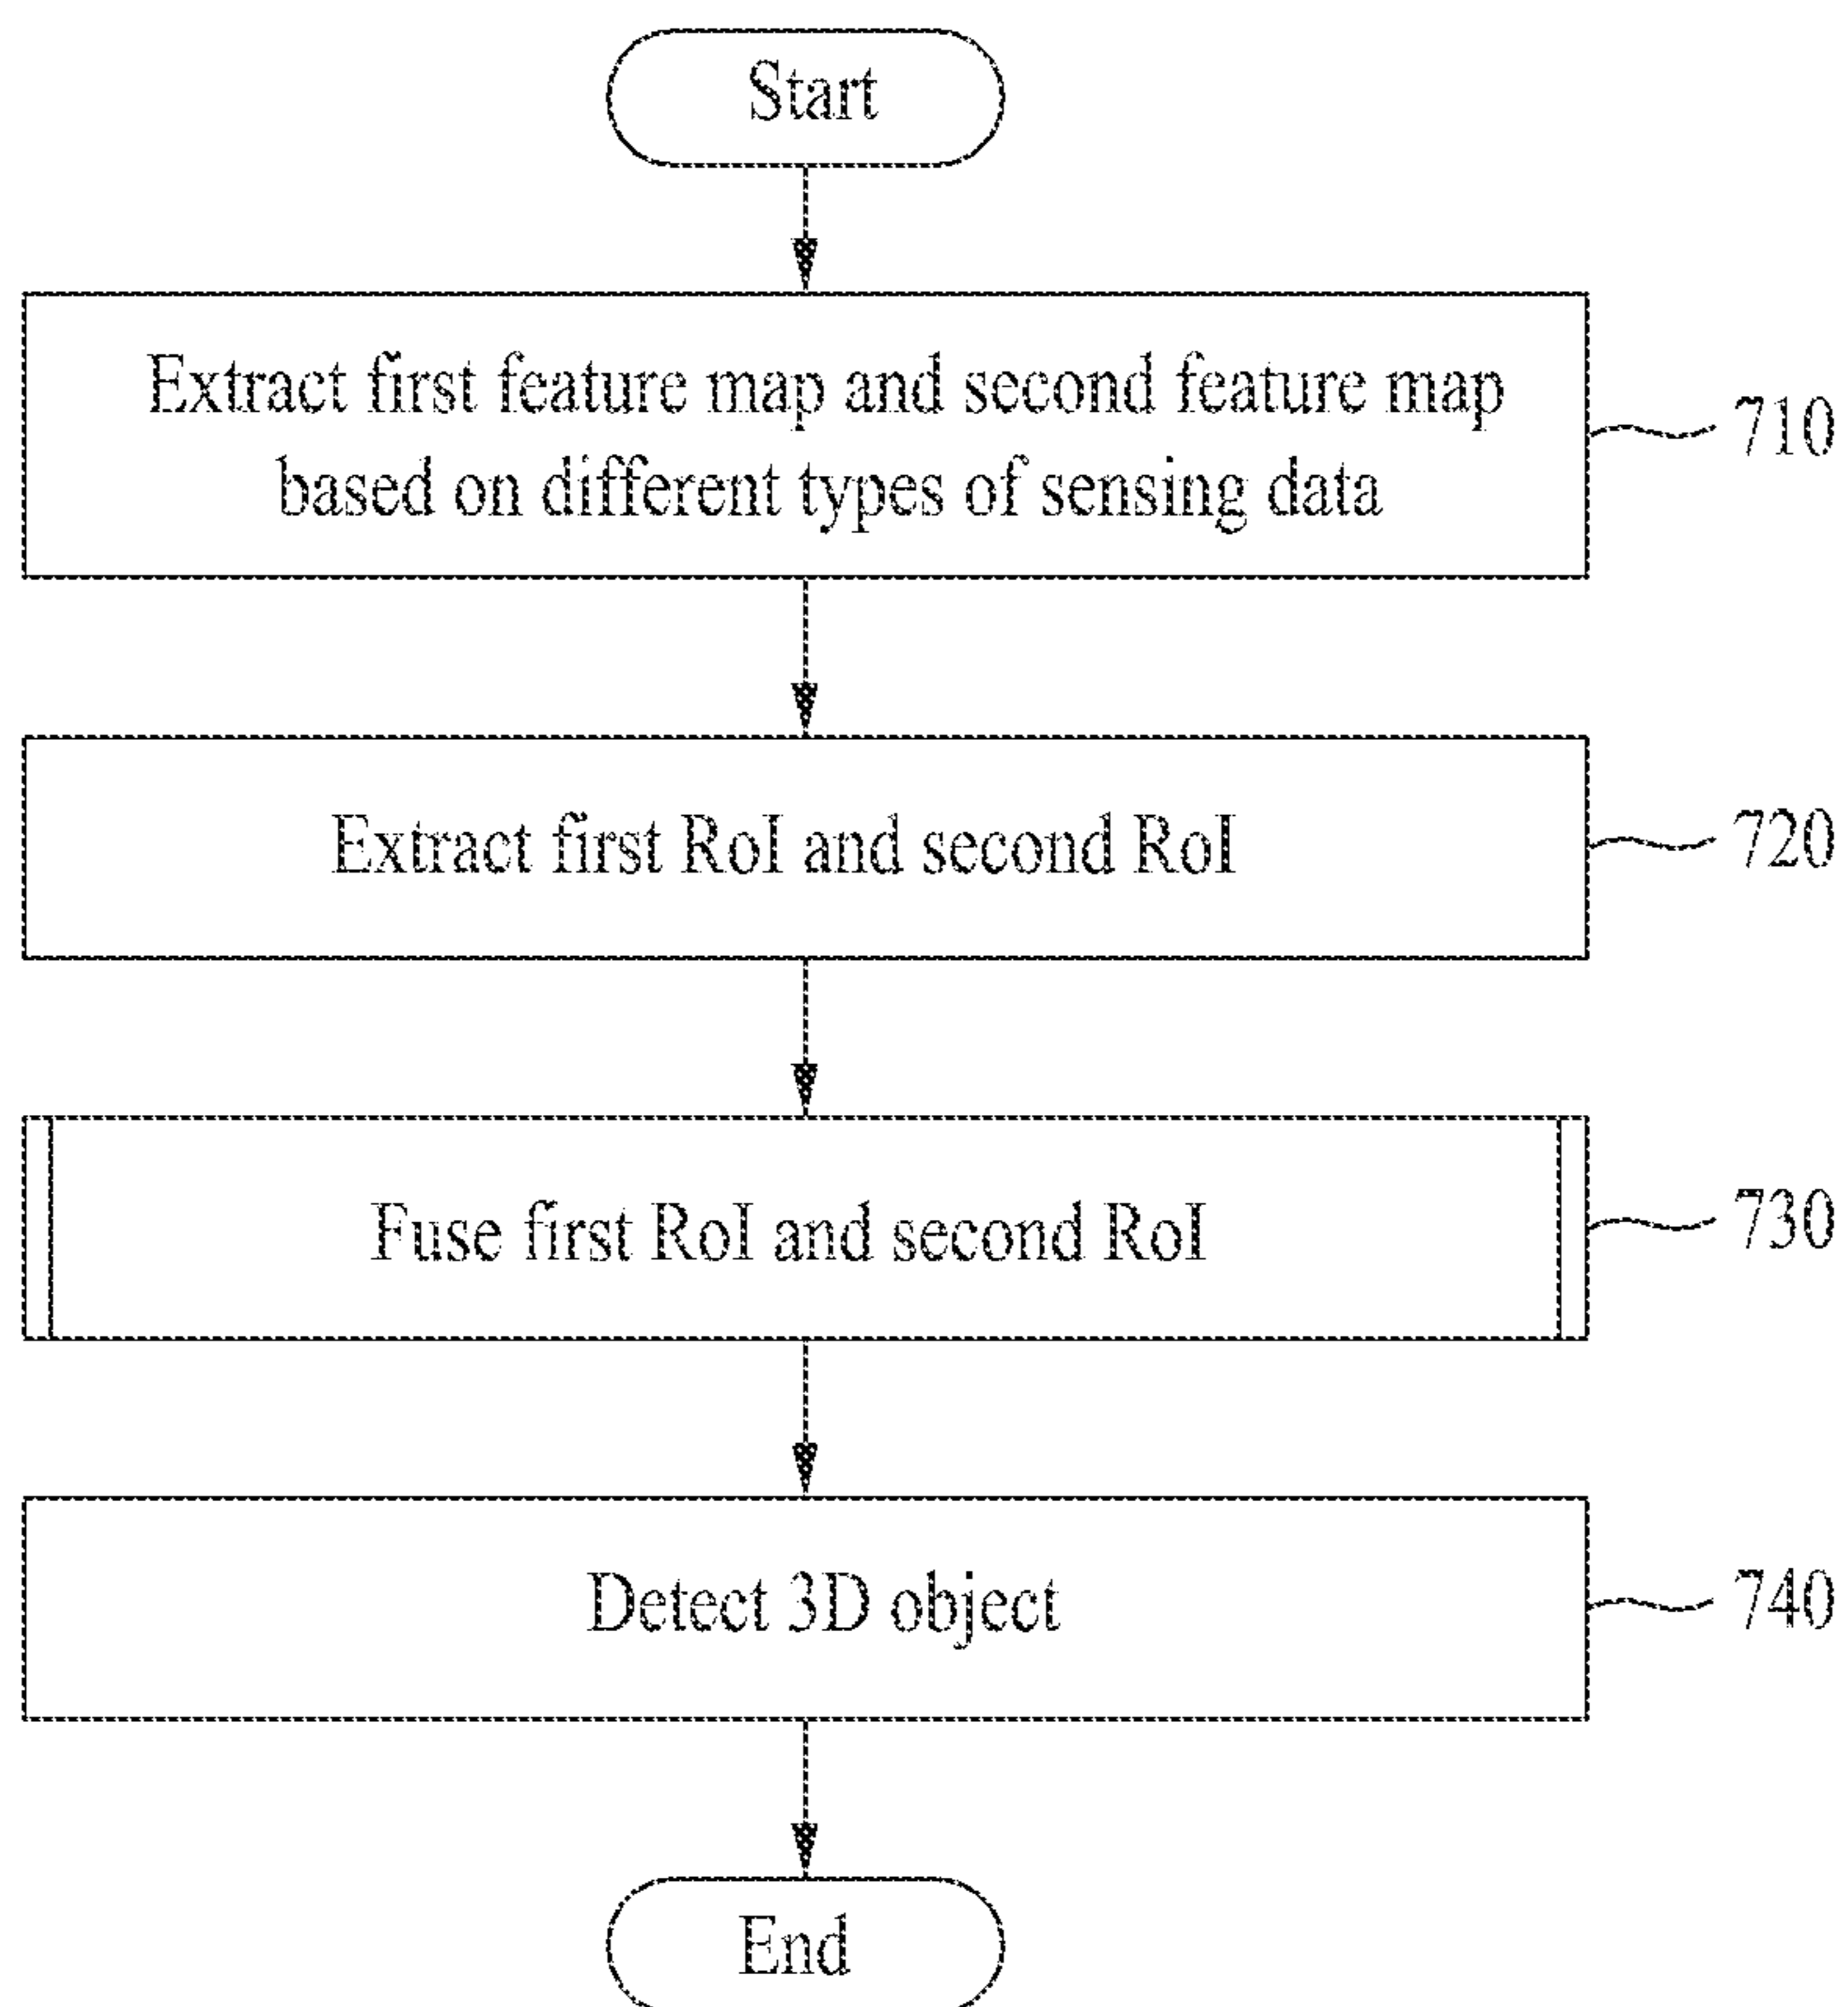 Start
Extract first feature map and second feature map
based on different types of sensing data
710
Extract first RoI and second RoI
720
Fuse first RoI and second RoI
730
Detect 3D object
740
End